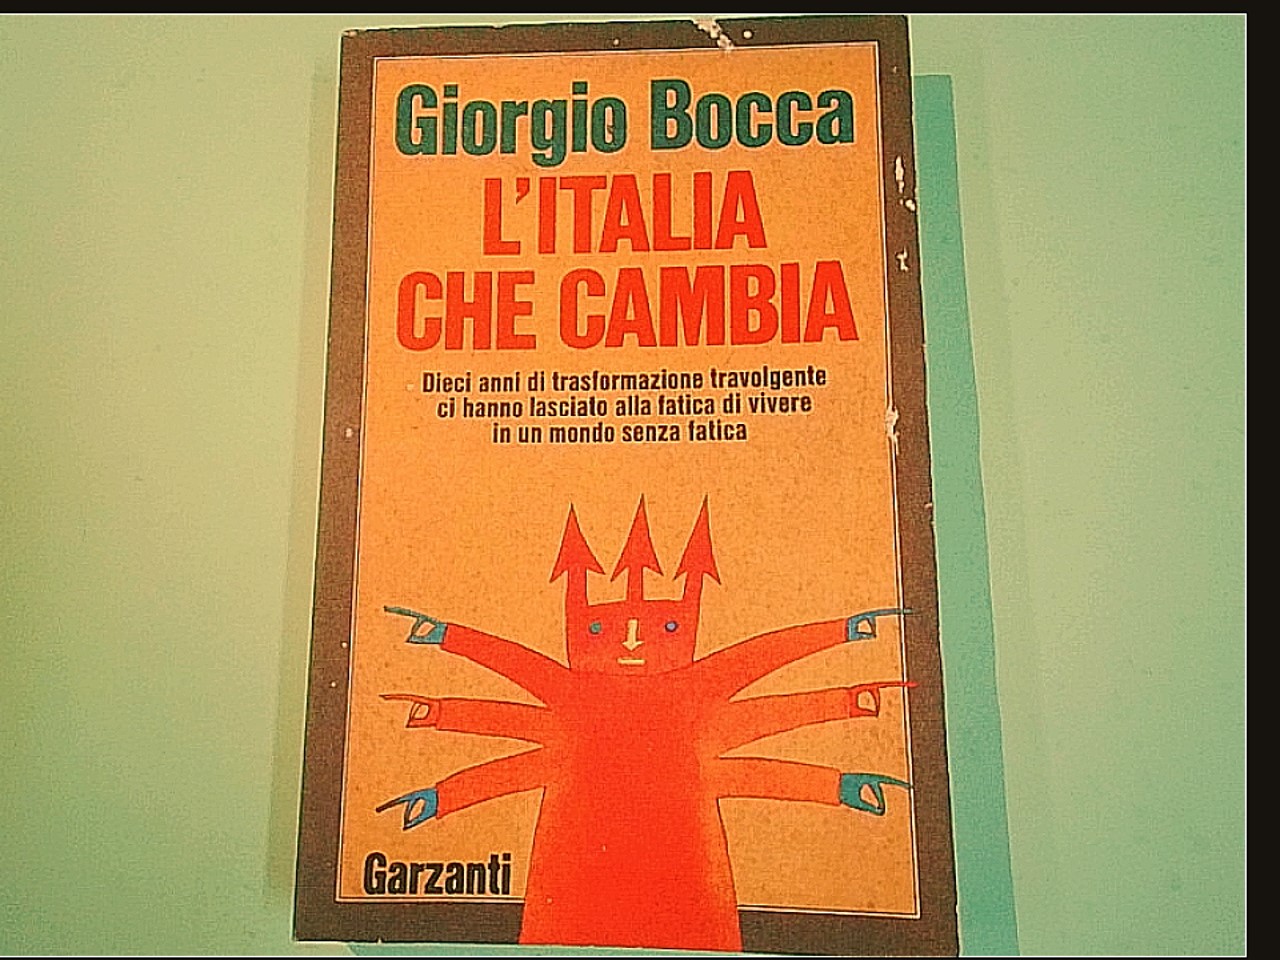 Giorgio Bocca
L'ITALIA
CHE CAMBIA
Dieci anni di trasformazione travolgente
ci hanno lasciato alla fatica di vivere
in un mondo senza fatica
Garzanti